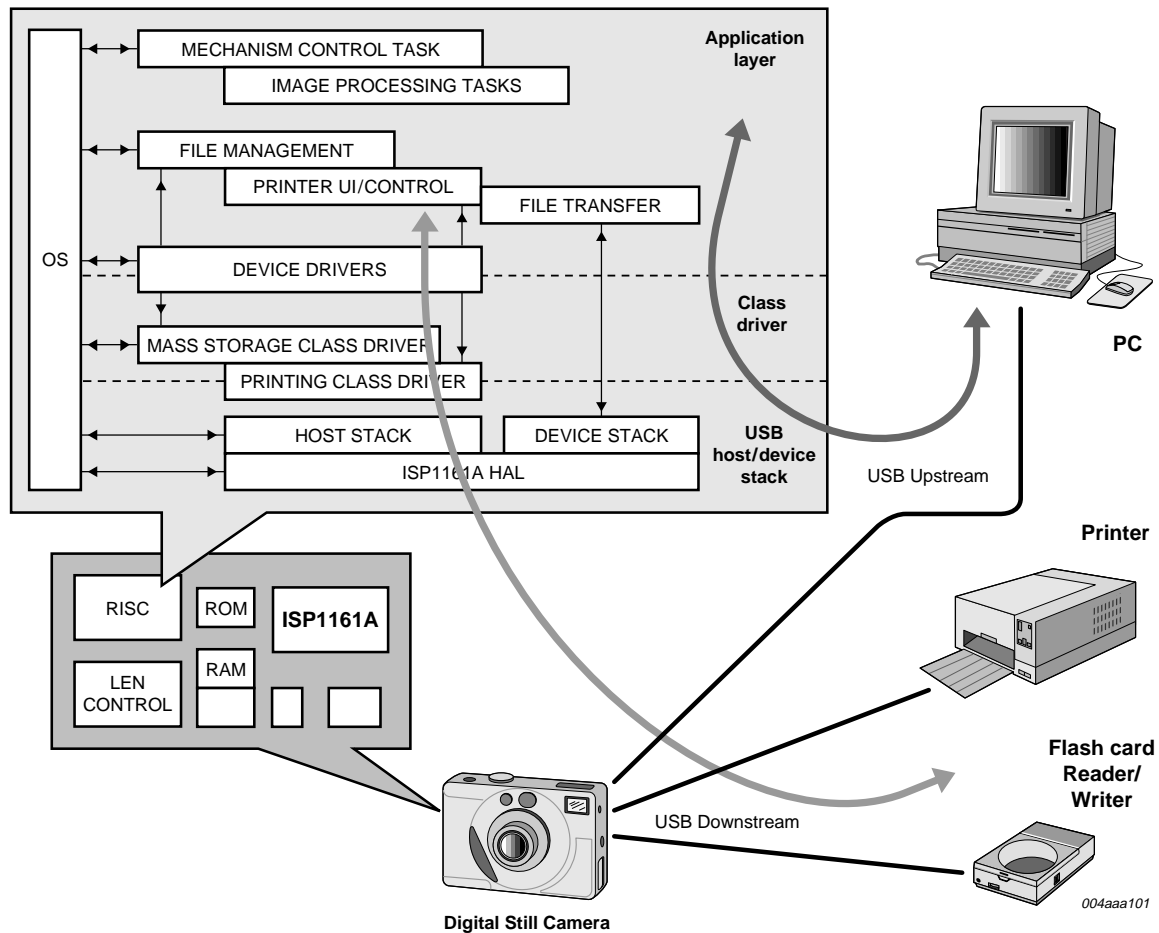 MECHANISM CONTROL TASK
IMAGE PROCESSING TASKS
Application
layer
FILE MANAGEMENT
PRINTER UI/CONTROL
FILE TRANSFER
OS
DEVICE DRIVERS
Class
driver
MASS STORAGE CLASS DRIVER
PRINTING CLASS DRIVER
HOST STACK
DEVICE STACK
USB
host/device
stack
ISP1161A HAL
PC
USB Upstream
Printer
RISC
ROM
ISP1161A
LEN
CONTROL
RAM
Flash card
Reader/
Writer
USB Downstream
004aaa101
Digital Still Camera